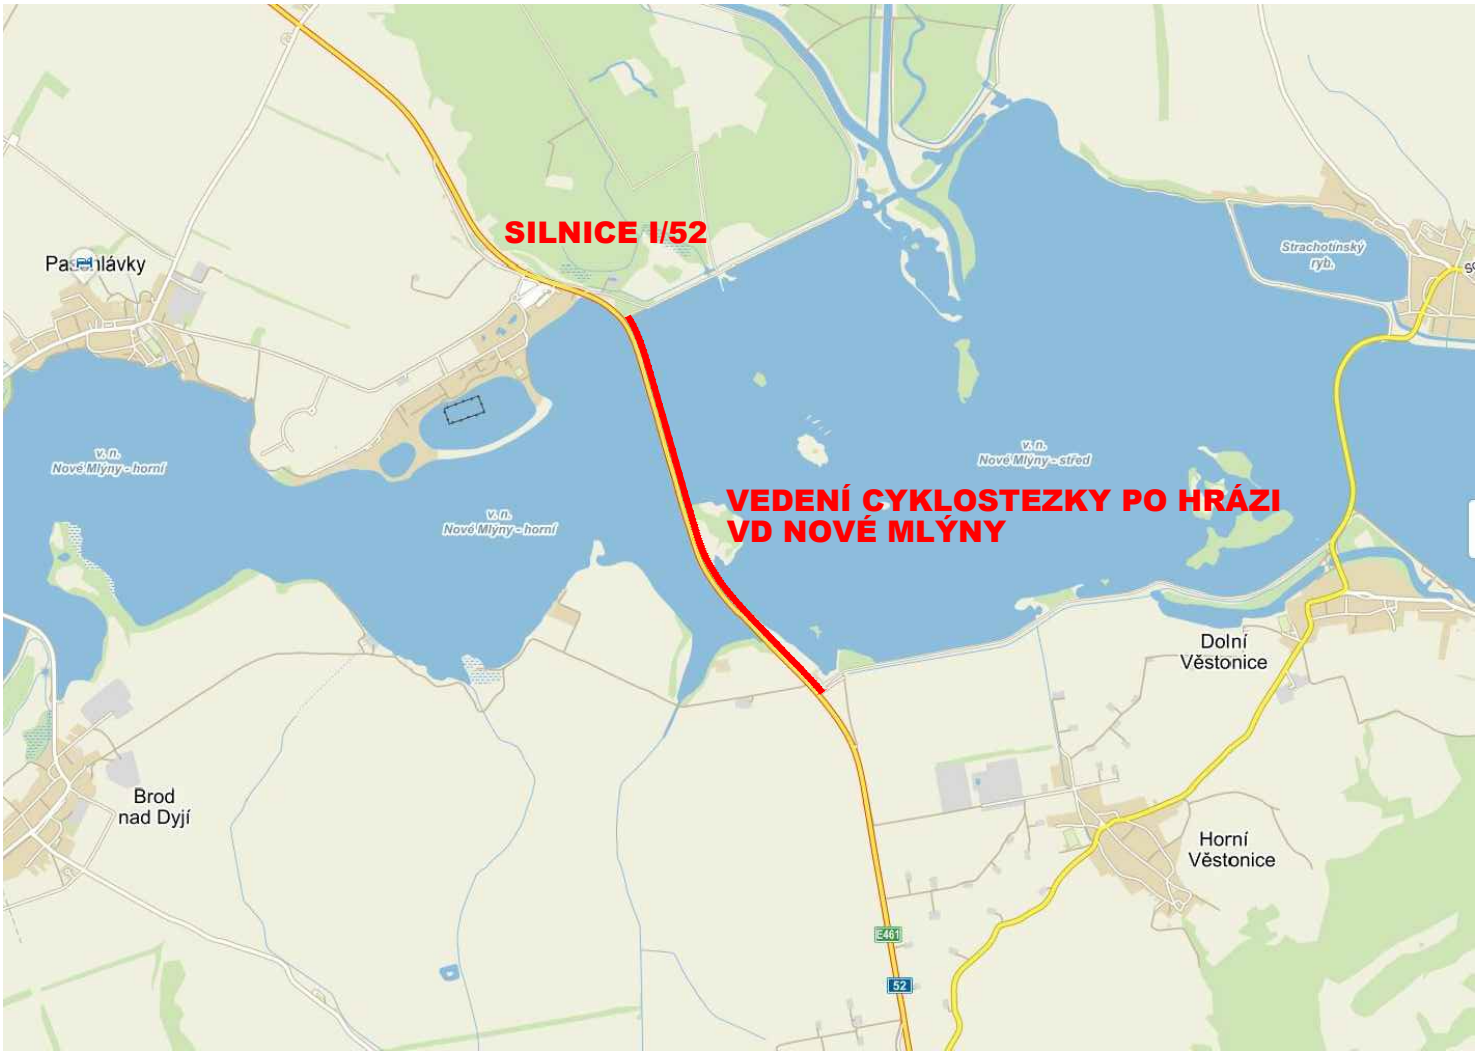 SILNICE I/52
Pasohlávky
Strachotínský
ryb.
v. n.
Nové Mlýny - horní
v. n.
Nové Mlýny - střed
v. n.
Nové Mlýny - horní
VEDENÍ CYKLOSTEZKY PO HRÁZI
VD NOVÉ MLÝNY
Dolní
Věstonice
Brod
nad Dyjí
Horní
Věstonice
E461
52